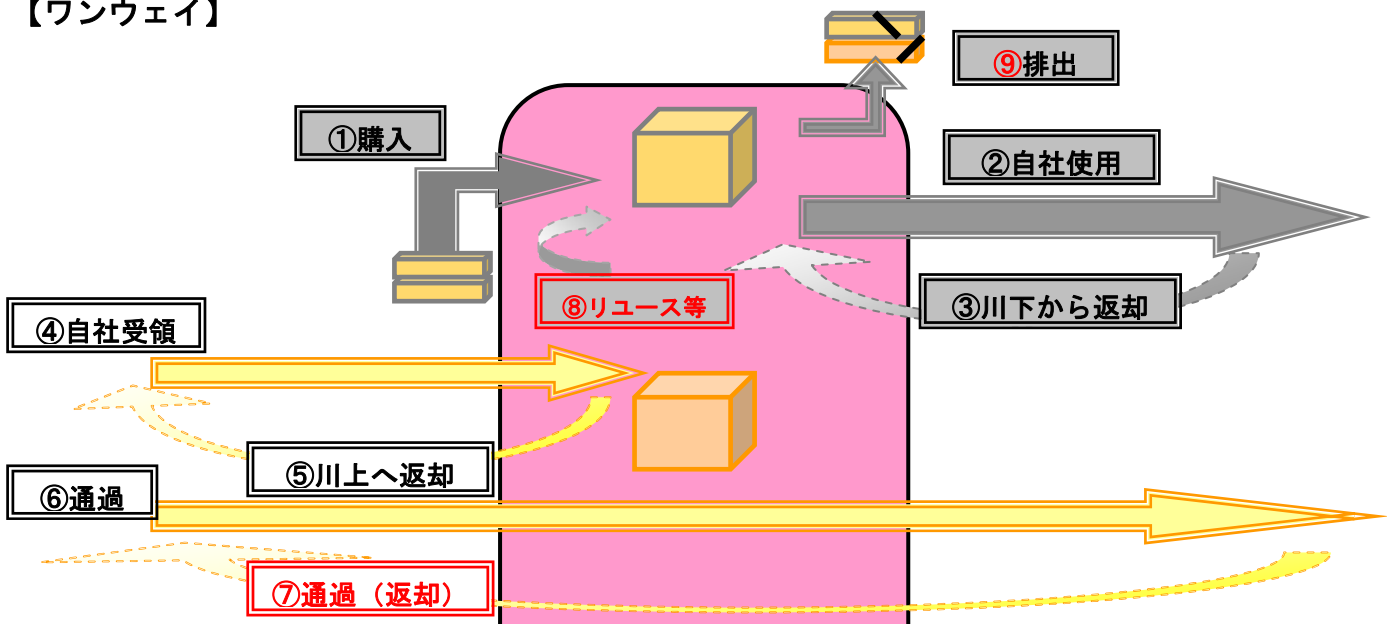 【ワンウェイ】
⑨排出
①購入
②自社使用
③川下から返却
⑧リユース等
④自社受領
⑤川上へ返却
⑥通過
⑦通過（返却）